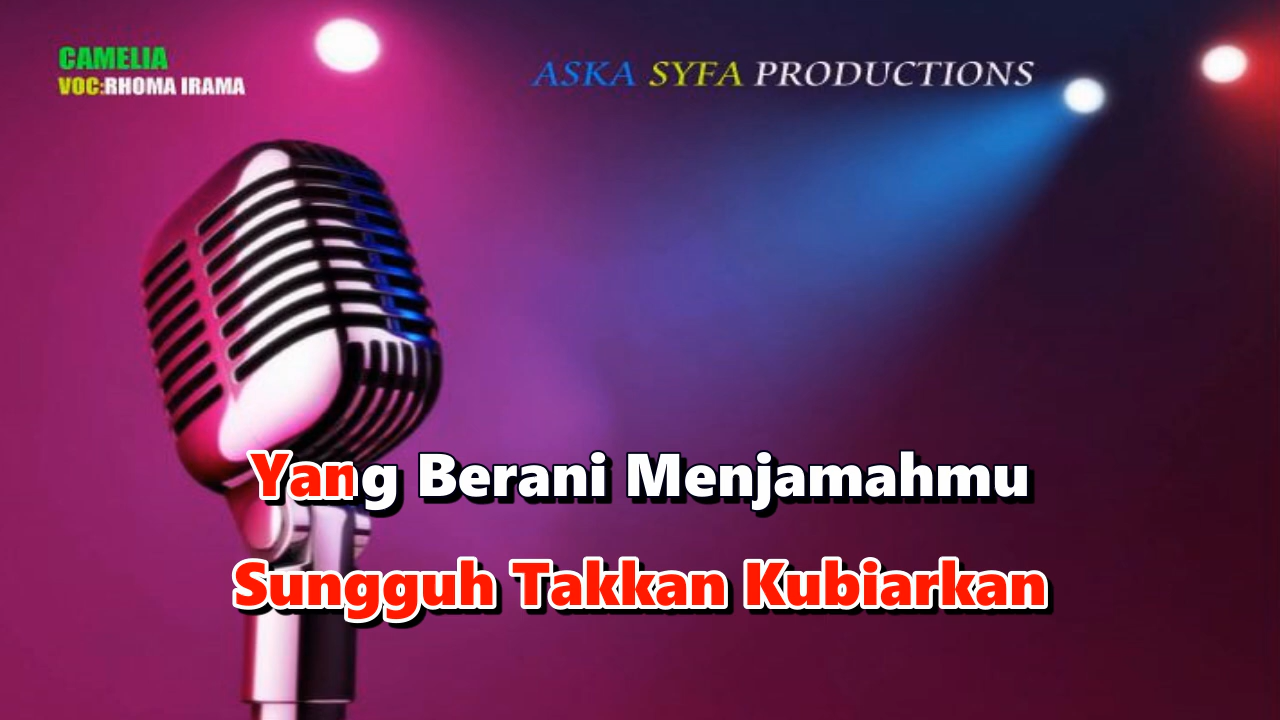 CAMELIA
VOC:RHOMA IRAMA
ASKA SYFA PRODUCTIONS
Yang Berani Menjamahmu
Sungguh Takkan Kubiarkan